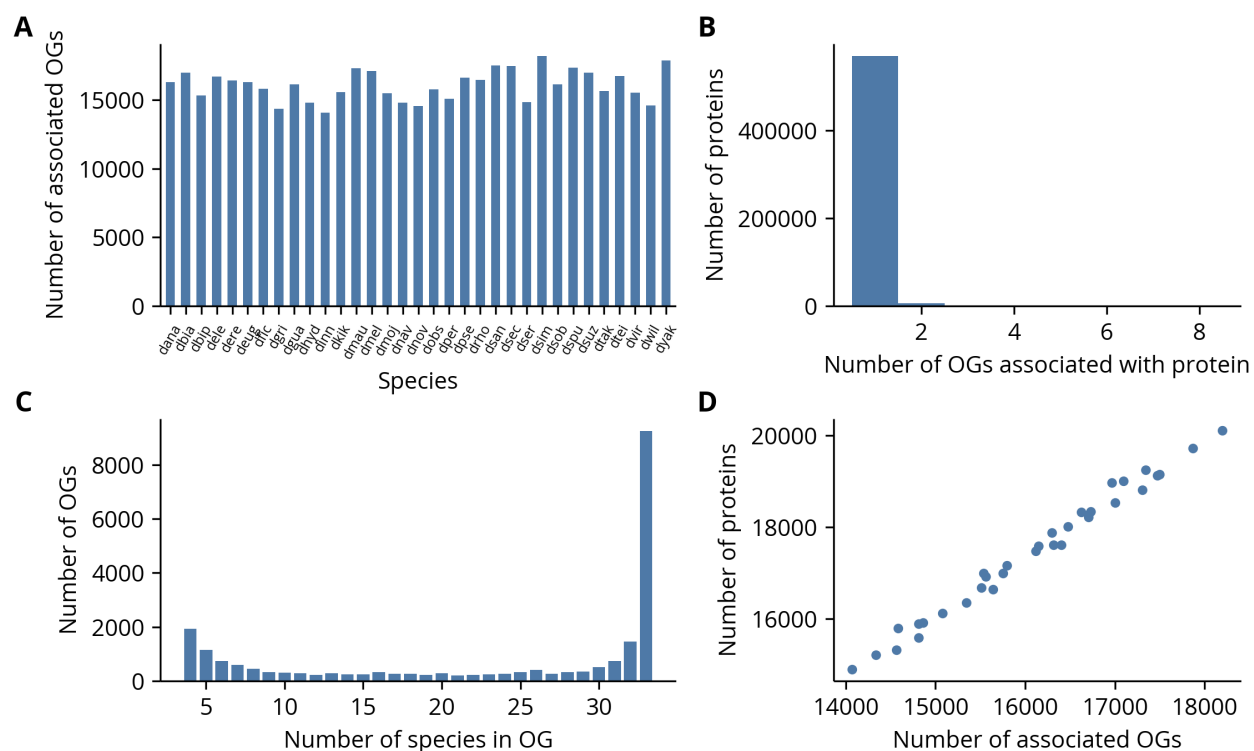 A
Number of associated OGs
15000
10000
5000
0
dana dbia dbip dele dere deug dfic dgri dgua dhyd dimn dkik dmau dmel dmoj dnav dnov dobs dper dpse drho dsan dsec dser dsim dsob dspu dsuz dtak dtei dvir dwil dyak
Species
B
Number of proteins
400000
200000
0
2 4 6 8
Number of OGs associated with protein
C
Number of OGs
8000
6000
4000
2000
0
5 10 15 20 25 30
Number of species in OG
D
Number of proteins
20000
18000
16000
14000 15000 16000 17000 18000
Number of associated OGs